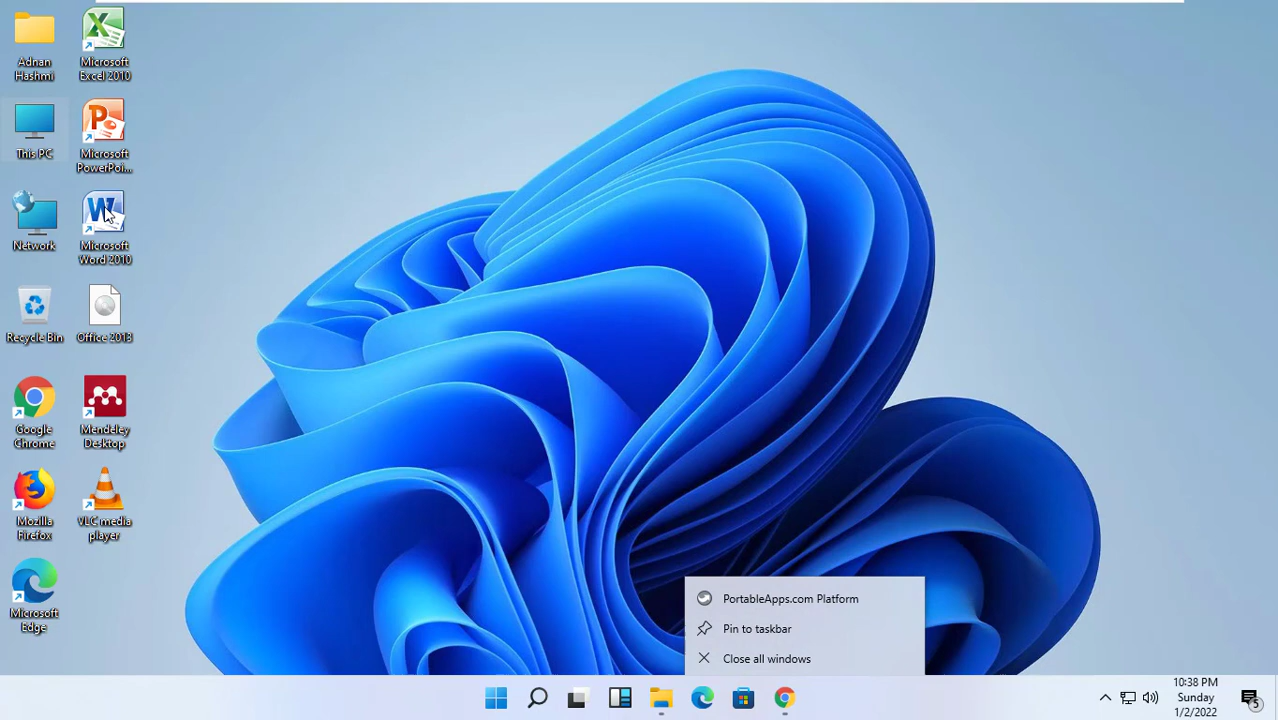 Adnan
Hashmi
Microsoft
Excel 2010
This PC
Microsoft
PowerPoi...
Network
Microsoft
Word 2010
Recycle Bin
Office 2013
Google
Chrome
Mendeley
Desktop
Mozilla
Firefox
VLC media
player
Microsoft
Edge
PortableApps.com Platform
Pin to taskbar
Close all windows
10:38 PM
Sunday
1/2/2022
5